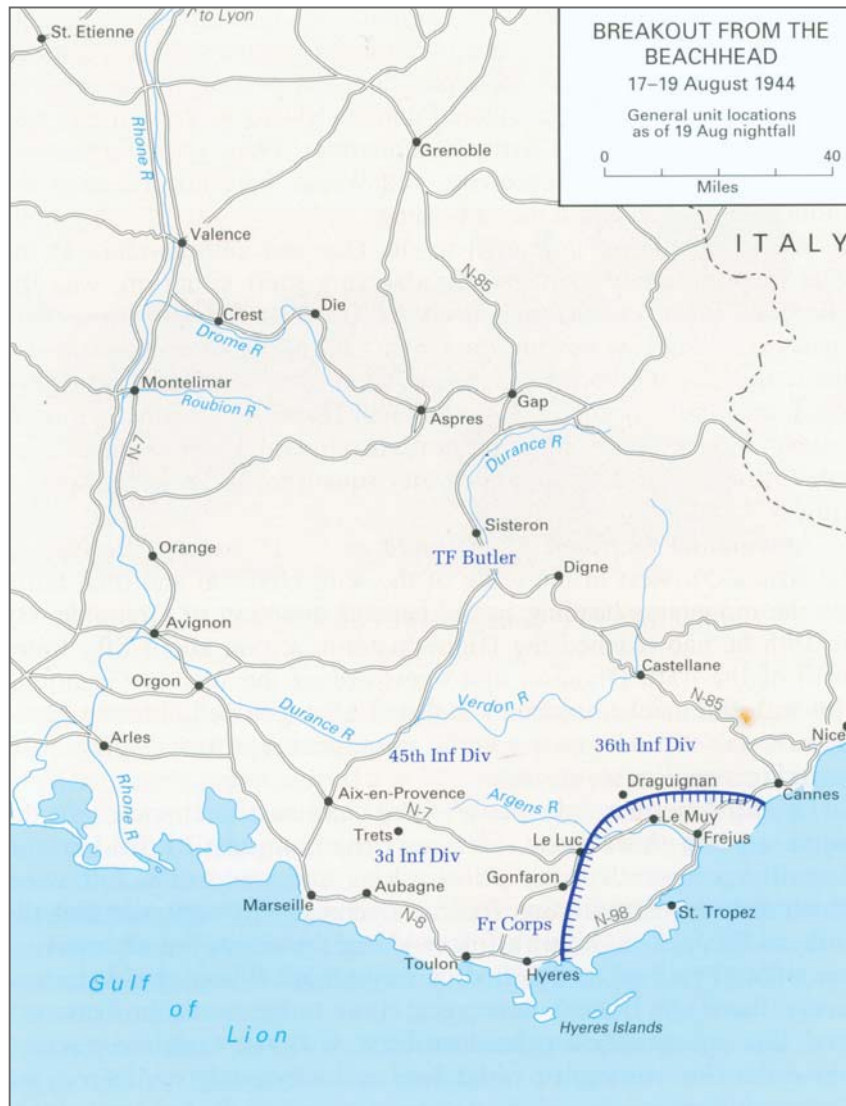 to Lyon
St. Etienne
BREAKOUT FROM THE
BEACHHEAD
17–19 August 1944
General unit locations
as of 19 Aug nightfall
0
40
Miles
Rhone R
Grenoble
Valence
ITALY
N-85
Crest
Die
Drome R
Montelimar
Roubion R
Aspres
Gap
N-7
Durance R
Sisteron
Orange
TF Butler
Digne
Avignon
Orgon
Castellane
Durance R
Verdon R
N-85
Arles
Nice
45th Inf Div
36th Inf Div
Rhone R
Aix-en-Provence
Draguignan
Cannes
N-7
Argens R
Le Muy
Trets
Frejus
Le Luc
3d Inf Div
Gonfaron
Aubagne
Marseille
N-8
Fr Corps
N-98
St. Tropez
Toulon
Hyeres
Gulf
of
Lion
Hyeres Islands